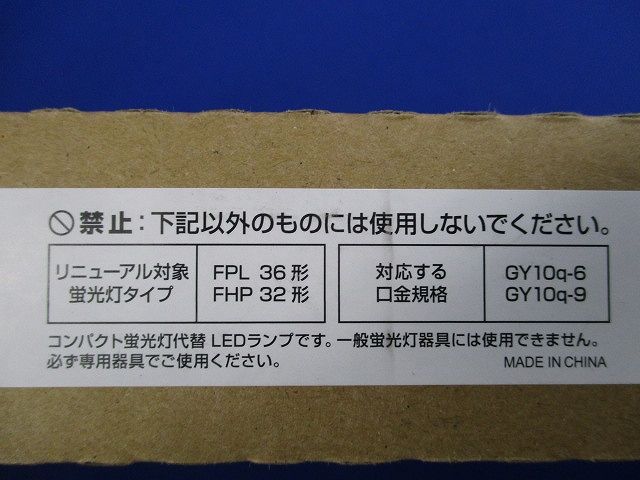 禁止:下記以外のものには使用しないでください。
リニューアル対象 FPL 36形 対応する GY10q-6
蛍光灯タイプ FHP 32形 口金規格 GY10q-9
コンパクト蛍光灯代替 LEDランプです。一般蛍光灯器具には使用できません。
必ず専用器具でご使用ください。 MADE IN CHINA